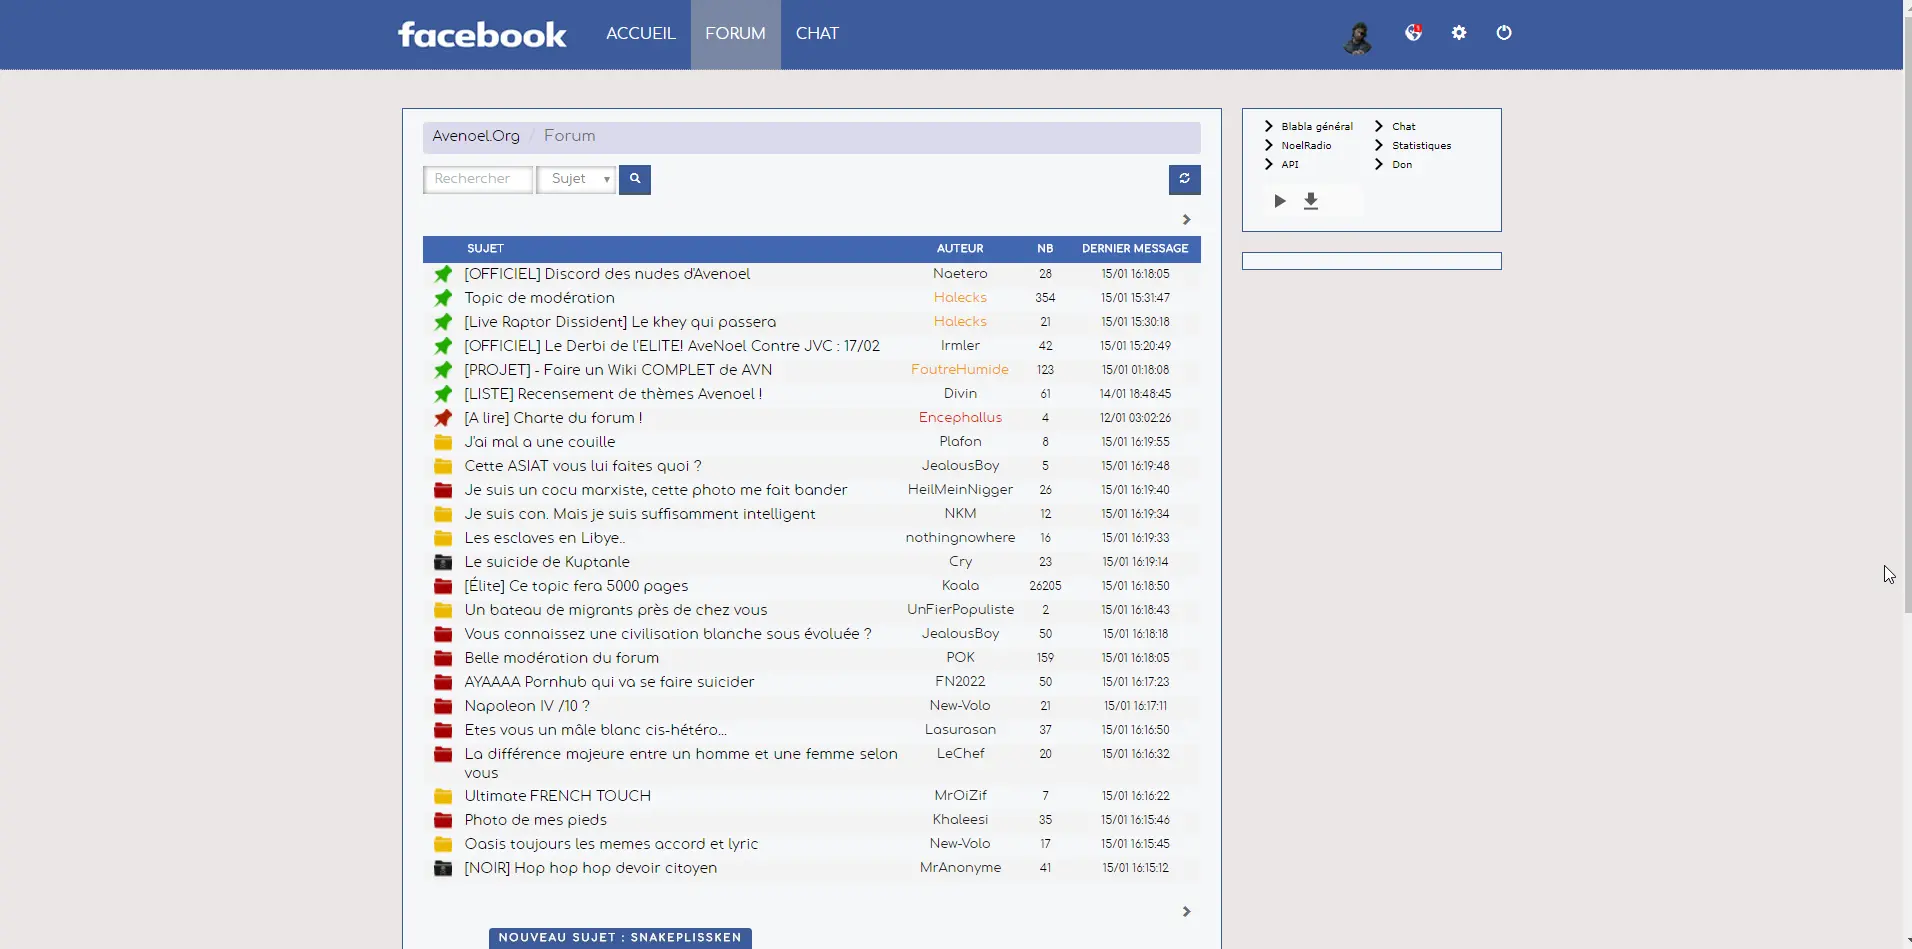 facebook ACCUEIL FORUM CHAT
Avenoel.Org / Forum
Rechercher Sujet
SUJET AUTEUR NB DERNIER MESSAGE
[OFFICIEL] Discord des nudes d'Avenoel Naetero 28 15/01 16:18:05
Topic de modération Halecks 354 15/01 15:31:47
[Live Raptor Dissident] Le khey qui passera Halecks 21 15/01 15:30:18
[OFFICIEL] Le Derbi de l'ELITE! AveNoel Contre JVC : 17/02 Irmler 42 15/01 15:20:49
[PROJET] - Faire un Wiki COMPLET de AVN FoutreHumide 123 15/01 01:18:08
[LISTE] Recensement de thèmes Avenoel ! Divin 61 14/01 18:48:45
[A lire] Charte du forum ! Encephallus 4 12/01 03:02:26
J'ai mal a une couille Plafon 8 15/01 16:19:55
Cette ASIAT vous lui faites quoi ? JealousBoy 5 15/01 16:19:48
Je suis un cocu marxiste, cette photo me fait bander HeilMeinNigger 26 15/01 16:19:40
Je suis con. Mais je suis suffisamment intelligent NKM 12 15/01 16:19:34
Les esclaves en Libye.. nothingnowhere 16 15/01 16:19:33
Le suicide de Kuptanle Cry 23 15/01 16:19:14
[Élite] Ce topic fera 5000 pages Koala 26205 15/01 16:18:50
Un bateau de migrants près de chez vous UnFierPopuliste 2 15/01 16:18:43
Vous connaissez une civilisation blanche sous évoluée ? JealousBoy 50 15/01 16:18:18
Belle modération du forum POK 159 15/01 16:18:05
AYAAAA Pornhub qui va se faire suicider FN2022 50 15/01 16:17:23
Napoleon IV /10 ? New-Volo 21 15/01 16:17:11
Etes vous un mâle blanc cis-hétéro... Lasurasan 37 15/01 16:16:50
La différence majeure entre un homme et une femme selon LeChef 20 15/01 16:16:32
vous
Ultimate FRENCH TOUCH MrOiZif 7 15/01 16:16:22
Photo de mes pieds Khaleesi 35 15/01 16:15:46
Oasis toujours les memes accord et lyric New-Volo 17 15/01 16:15:45
[NOIR] Hop hop hop devoir citoyen MrAnonyme 41 15/01 16:15:12
NOUVEAU SUJET : SNAKEPLISSKEN
Blabla général Chat
NoelRadio Statistiques
API Don